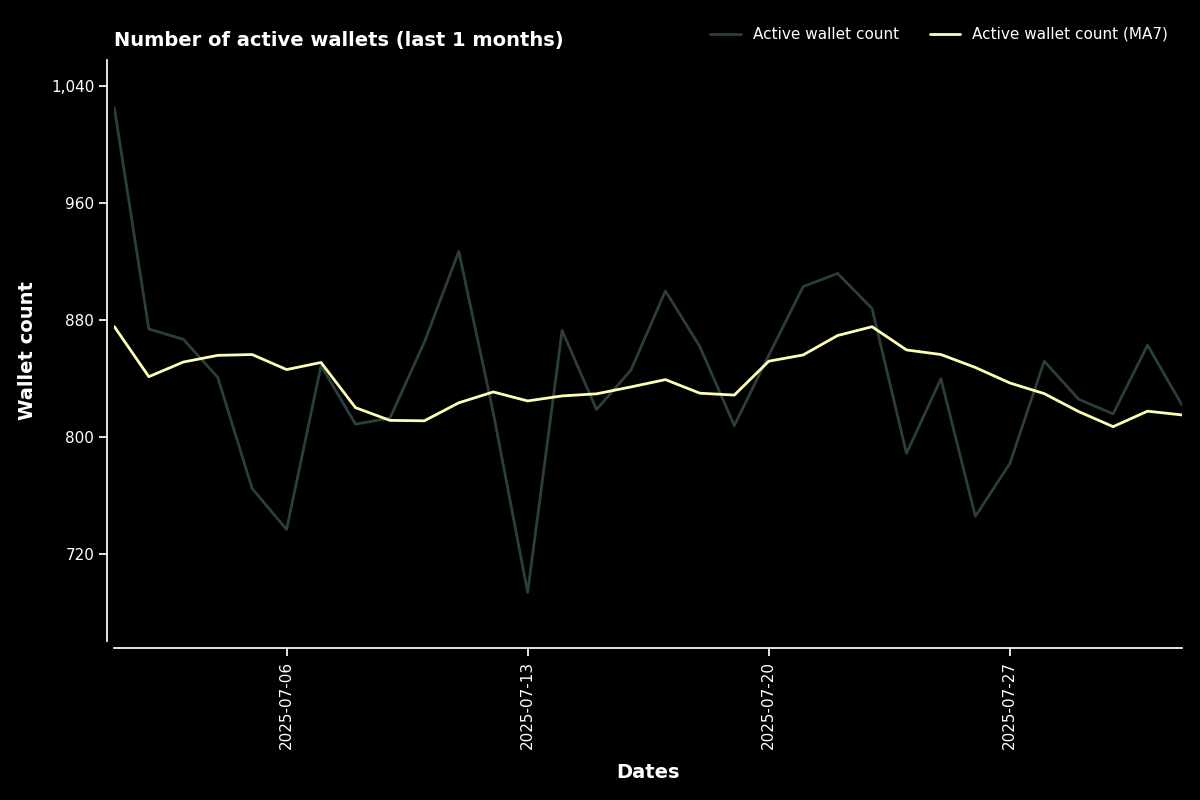 Number of active wallets (last 1 months)
Active wallet count
Active wallet count (MA7)
Wallet count
1,040
960
880
800
720
2025-07-06
2025-07-13
2025-07-20
2025-07-27
Dates